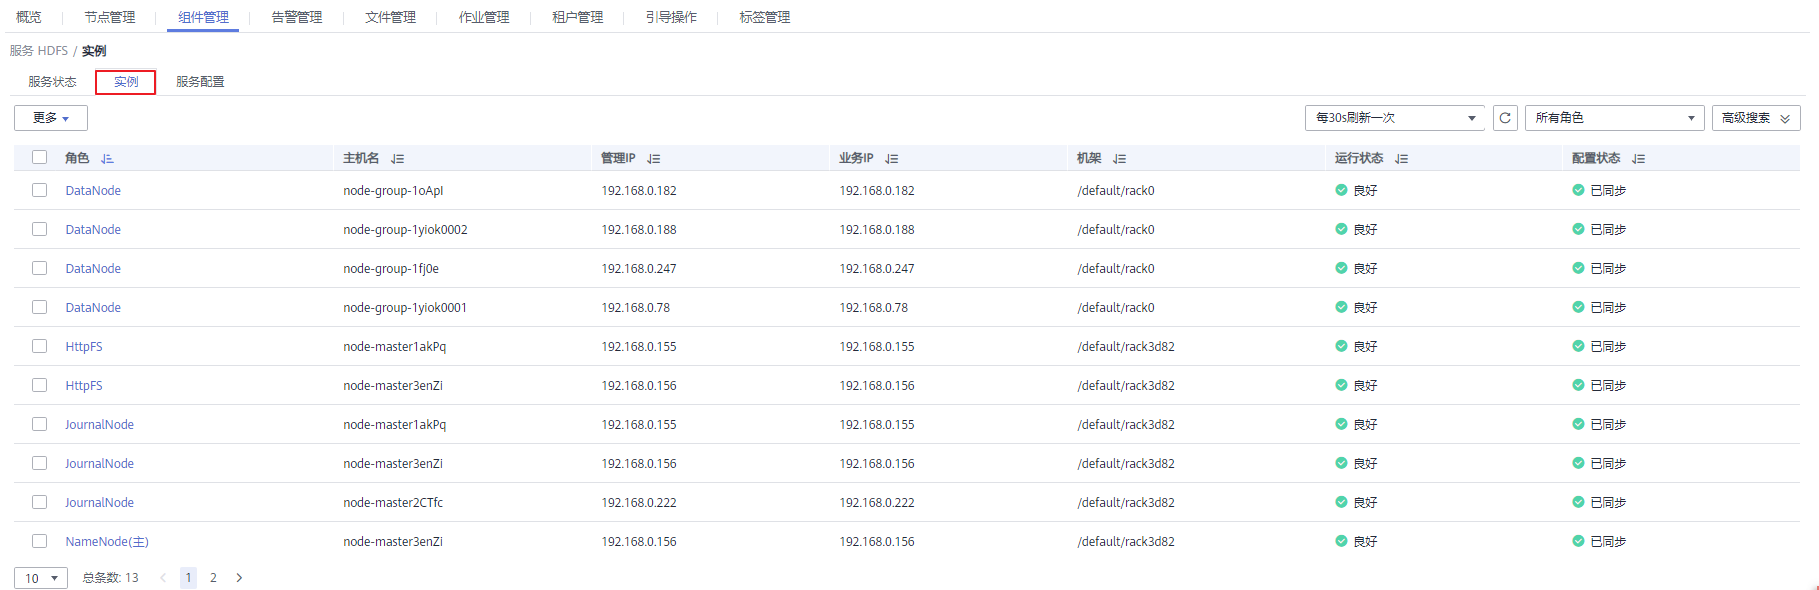 概览 节点管理 组件管理 告警管理 文件管理 作业管理 租户管理 引导操作 标签管理
服务 HDFS / 实例
服务状态 实例 服务配置
更多 每30s刷新一次 所有角色 高级搜索
角色 主机名 管理IP 业务IP 机架 运行状态 配置状态
DataNode node-group-1oApI 192.168.0.182 192.168.0.182 /default/rack0 良好 已同步
DataNode node-group-1yiok0002 192.168.0.188 192.168.0.188 /default/rack0 良好 已同步
DataNode node-group-1fj0e 192.168.0.247 192.168.0.247 /default/rack0 良好 已同步
DataNode node-group-1yiok0001 192.168.0.78 192.168.0.78 /default/rack0 良好 已同步
HttpFS node-master1akPq 192.168.0.155 192.168.0.155 /default/rack3d82 良好 已同步
HttpFS node-master3enZi 192.168.0.156 192.168.0.156 /default/rack3d82 良好 已同步
JournalNode node-master1akPq 192.168.0.155 192.168.0.155 /default/rack3d82 良好 已同步
JournalNode node-master3enZi 192.168.0.156 192.168.0.156 /default/rack3d82 良好 已同步
JournalNode node-master2CTfc 192.168.0.222 192.168.0.222 /default/rack3d82 良好 已同步
NameNode(主) node-master3enZi 192.168.0.156 192.168.0.156 /default/rack3d82 良好 已同步
10 总条数: 13 1 2